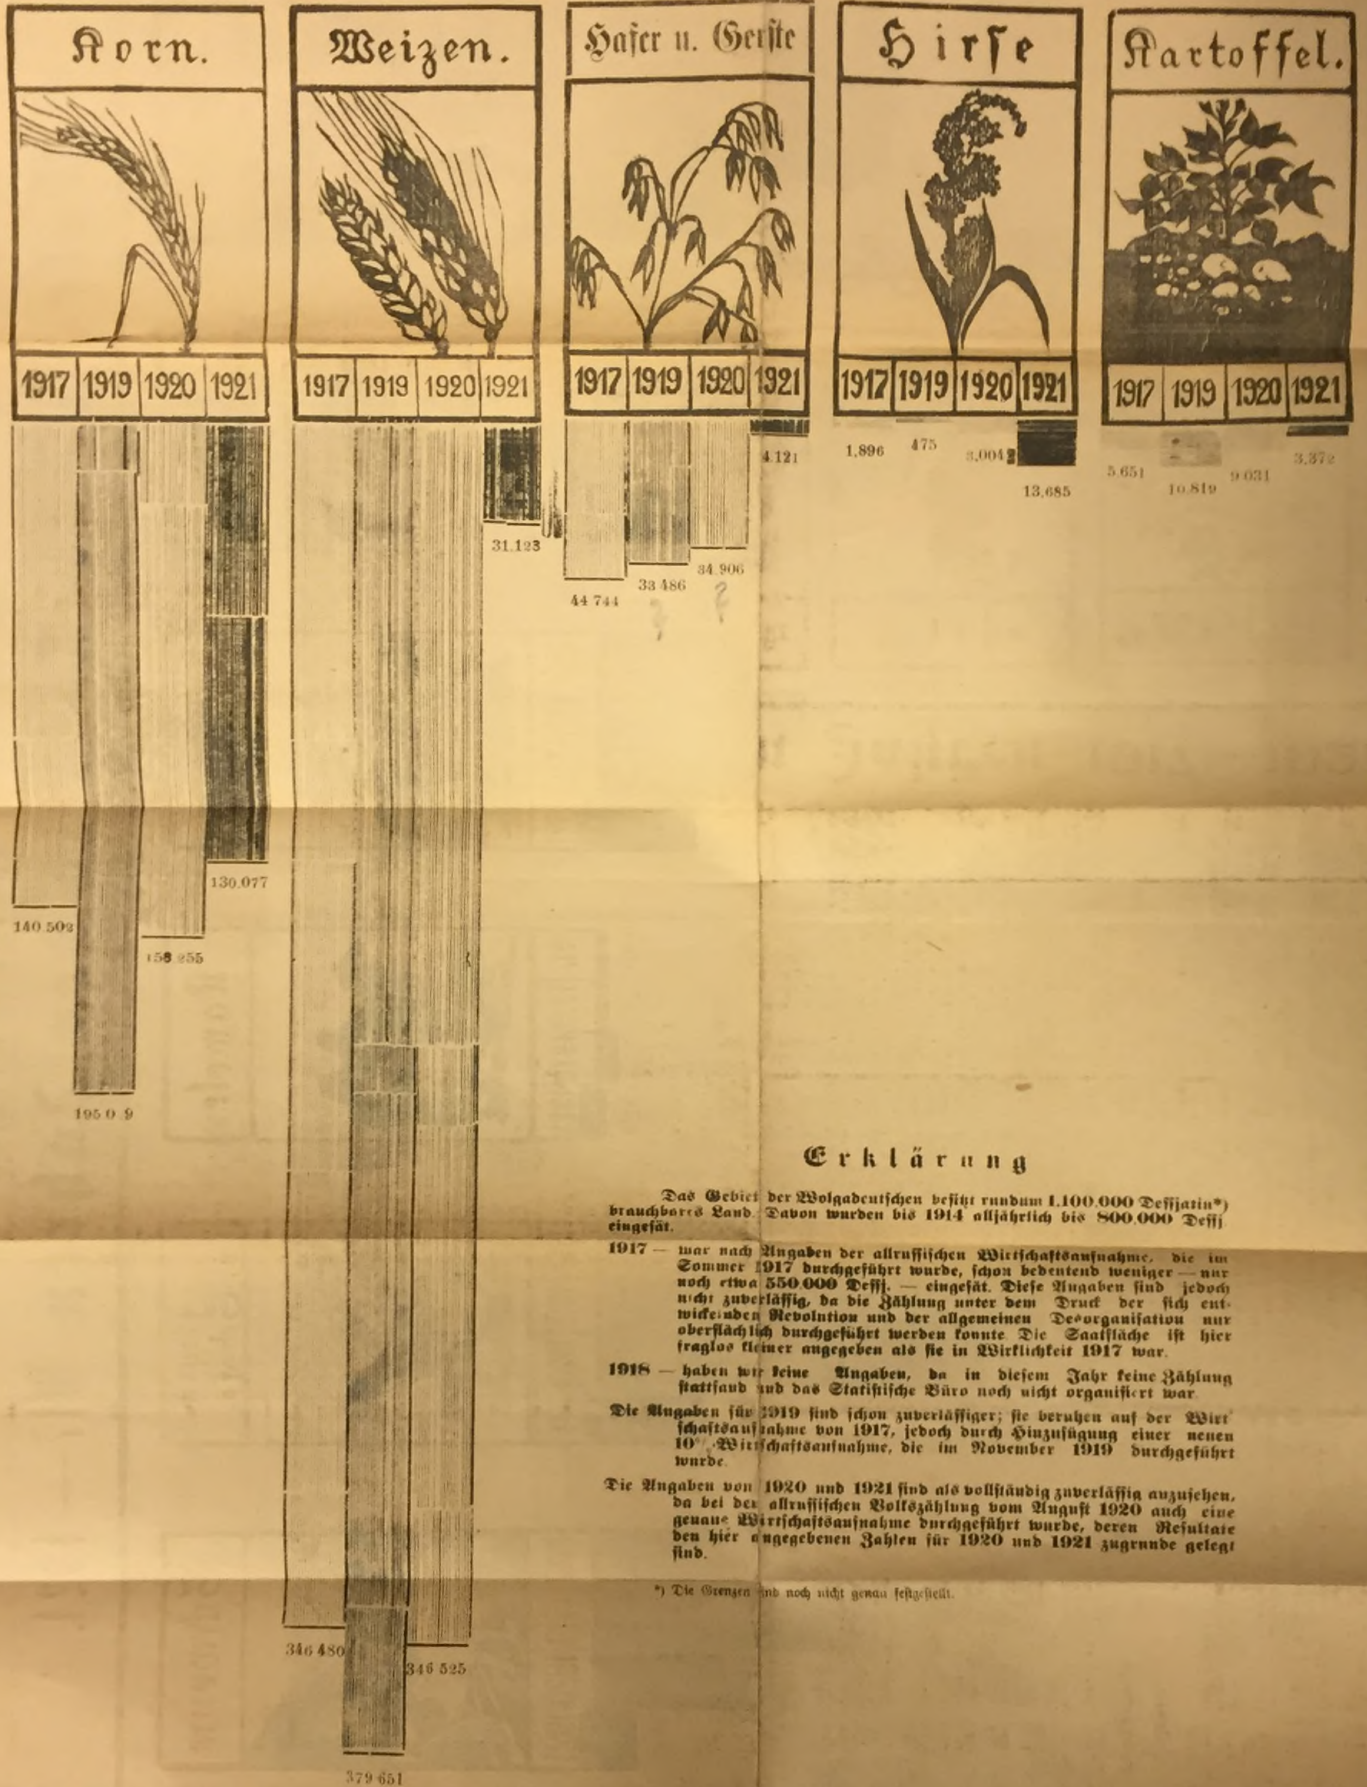 Korn.
Weizen.
Hafer u. Gerste
Hirse
Kartoffel.
1917 1919 1920 1921
1917 1919 1920 1921
1917 1919 1920 1921
1917 1919 1920 1921
1917 1919 1920 1921
140 502
195 0 9
158 255
130.077
346 480
379 651
346 525
31.123
44 744
33 486
34.906
4.121
1,896
475
3,004
13,685
5.651
10.819
9 031
3,372
Erklärung
Das Gebiet der Wolgadeutschen besitzt rundum 1.100.000 Dessjatin*)
brauchbares Land. Davon wurden bis 1914 alljährlich bis 800.000 Dessj
eingesät.
1917 — war nach Angaben der allrussischen Wirtschaftsaufnahme, die im
Sommer 1917 durchgeführt wurde, schon bedeutend weniger — nur
noch etwa 550.000 Dessj. — eingesät. Diese Angaben sind jedoch
nicht zuverlässig, da die Zählung unter dem Druck der sich ent-
wickelnden Revolution und der allgemeinen Desorganisation nur
oberflächlich durchgeführt werden konnte. Die Saatfläche ist hier
fraglos kleiner angegeben als sie in Wirklichkeit 1917 war.
1918 — haben wir keine Angaben, da in diesem Jahr keine Zählung
stattfand und das Statistische Büro noch nicht organisiert war
Die Angaben für 1919 sind schon zuverlässiger; sie beruhen auf der Wirt
schaftsaufnahme von 1917, jedoch durch Hinzufügung einer neuen
10% Wirtschaftsaufnahme, die im November 1919 durchgeführt
wurde.
Die Angaben von 1920 und 1921 sind als vollständig zuverlässig anzusehen,
da bei der allrussischen Volkszählung vom August 1920 auch eine
genaue Wirtschaftsaufnahme durchgeführt wurde, deren Resultate
den hier angegebenen Zahlen für 1920 und 1921 zugrunde gelegt
sind.
*) Die Grenzen sind noch nicht genau festgestellt.